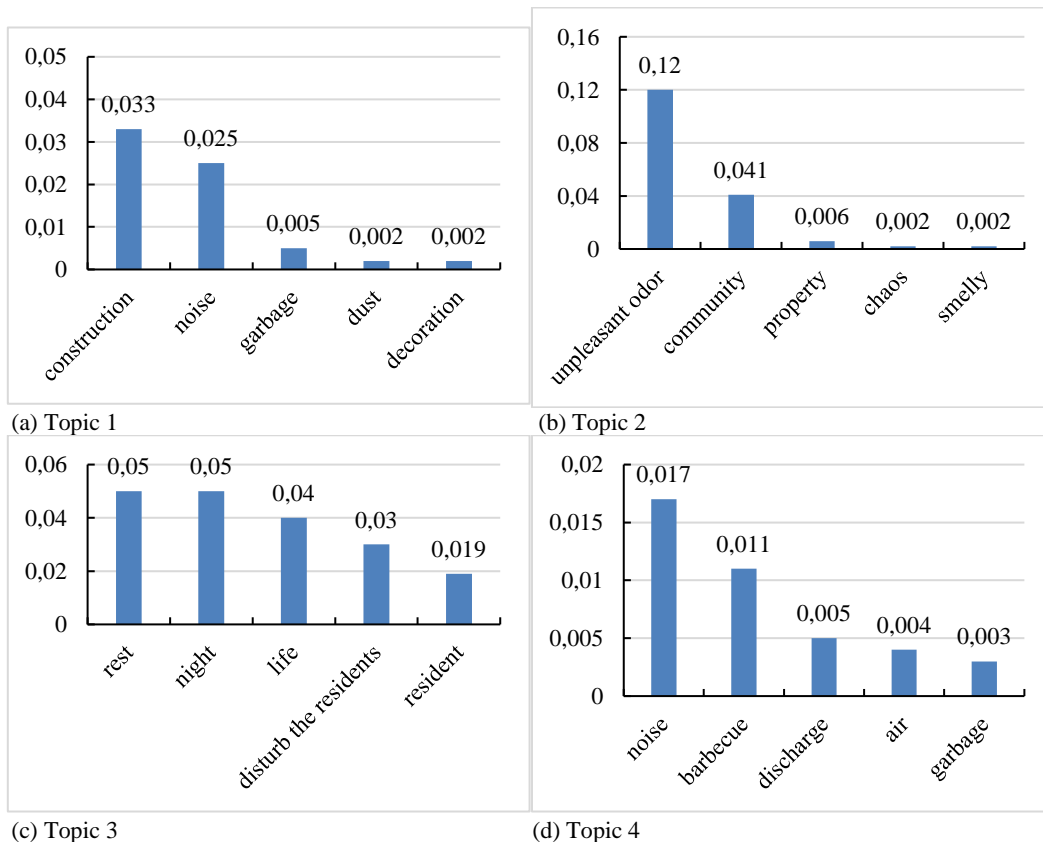 0,05
0,04
0,03
0,02
0,01
0
0,033
0,025
0,005
0,002
0,002
construction
noise
garbage
dust
decoration
(a) Topic 1
0,16
0,12
0,08
0,04
0
0,12
0,041
0,006
0,002
0,002
unpleasant odor
community
property
chaos
smelly
(b) Topic 2
0,06
0,04
0,02
0
0,05
0,05
0,04
0,03
0,019
rest
night
life
disturb the residents
resident
(c) Topic 3
0,02
0,015
0,01
0,005
0
0,017
0,011
0,005
0,004
0,003
noise
barbecue
discharge
air
garbage
(d) Topic 4